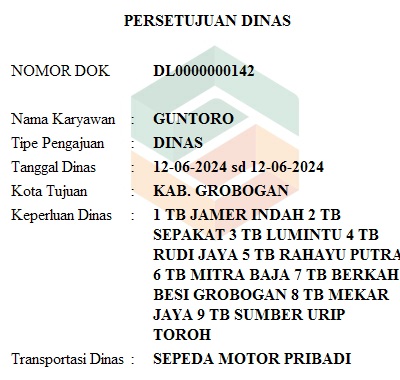 PERSETUJUAN DINAS
NOMOR DOK DL0000000142
Nama Karyawan : GUNTORO
Tipe Pengajuan : DINAS
Tanggal Dinas : 12-06-2024 sd 12-06-2024
Kota Tujuan : KAB. GROBOGAN
Keperluan Dinas : 1 TB JAMER INDAH 2 TB
SEPAKAT 3 TB LUMINTU 4 TB
RUDI JAYA 5 TB RAHAYU PUTRA
6 TB MITRA BAJA 7 TB BERKAH
BESI GROBOGAN 8 TB MEKAR
JAYA 9 TB SUMBER URIP
TOROH
Transportasi Dinas : SEPEDA MOTOR PRIBADI